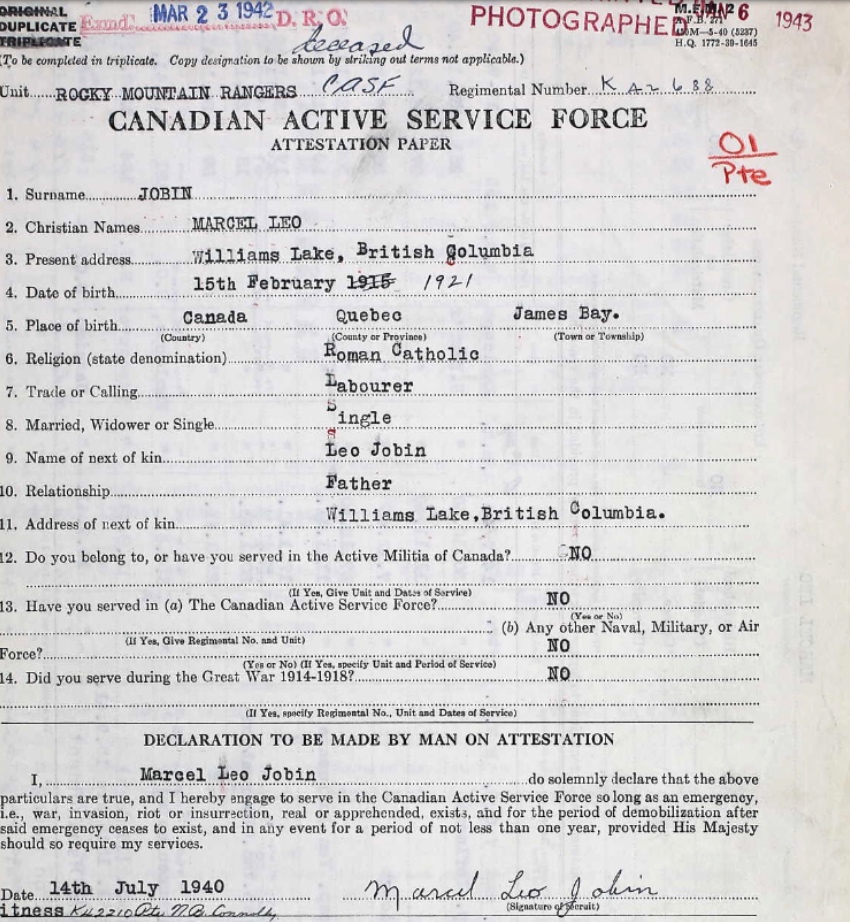 ORIGINAL
DUPLICATE
TRIPLICATE
Exmd. MAR 23 1942 D.R.O.
deceased
PHOTOGRAPHED
26 1943
H.Q. 1772-39-1645
(To be completed in triplicate. Copy designation to be shown by striking out terms not applicable.)
Unit ROCKY MOUNTAIN RANGERS CASF Regimental Number K
CANADIAN ACTIVE SERVICE FORCE
ATTESTATION PAPER
01
Pte
1. Surname JOBIN
2. Christian Names MARCEL LEO
3. Present address Williams Lake, British Columbia
4. Date of birth 15th February 1915 1921
5. Place of birth Canada Quebec James Bay.
(Country) (County or Province) (Town or Township)
6. Religion (state denomination) Roman Catholic
7. Trade or Calling Labourer
8. Married, Widower or Single Single
9. Name of next of kin Leo Jobin
10. Relationship Father
11. Address of next of kin Williams Lake,British Columbia.
12. Do you belong to, or have you served in the Active Militia of Canada? NO
(If Yes, Give Unit and Dates of Service)
13. Have you served in (a) The Canadian Active Service Force? NO
(Yes or No)
(b) Any other Naval, Military, or Air
(If Yes, Give Regimental No. and Unit)
Force? NO
(Yes or No) (If Yes, specify Unit and Period of Service)
14. Did you serve during the Great War 1914-1918? NO
(If Yes, specify Regimental No., Unit and Dates of Service)
DECLARATION TO BE MADE BY MAN ON ATTESTATION
I, Marcel Leo Jobin do solemnly declare that the above
particulars are true, and I hereby engage to serve in the Canadian Active Service Force so long as an emergency,
i.e., war, invasion, riot or insurrection, real or apprehended, exists, and for the period of demobilization after
said emergency ceases to exist, and in any event for a period of not less than one year, provided His Majesty
should so require my services.
Date 14th July 1940 Marcel Leo Jobin
(Signature of Recruit)
itness